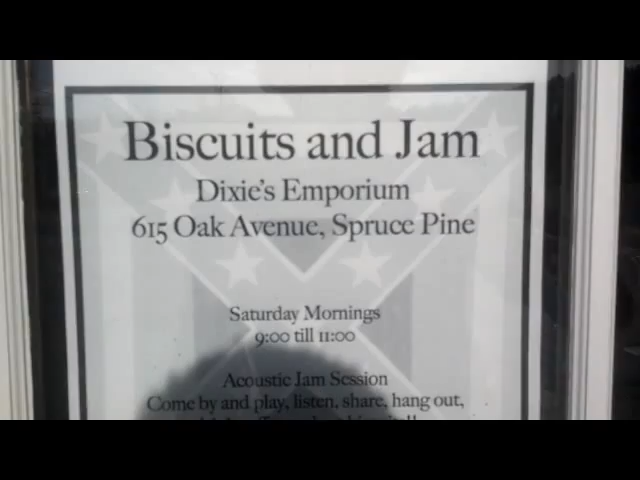 Biscuits and Jam
Dixie's Emporium
615 Oak Avenue, Spruce Pine
Saturday Mornings
9:00 till 11:00
Acoustic Jam Session
Come by and play, listen, share, hang out,